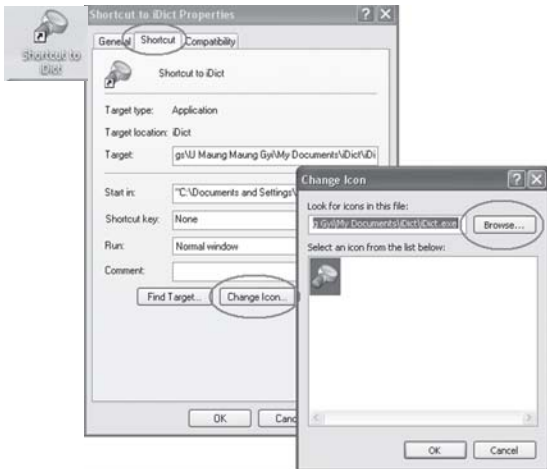 Shortcut to
iDict
Shortcut to iDict Properties
General Shortcut Compatibility
Shortcut to iDict
Target type: Application
Target location: iDict
Target: gs\U Maung Maung Gyi\My Documents\iDict\iDi
Start in: "C:\Documents and Settings\
Shortcut key: None
Run: Normal window
Comment:
Find Target... Change Icon...
OK Canc
Change Icon
Look for icons in this file:
g Gyi\My Documents\iDict\iDict.exe Browse...
Select an icon from the list below:
OK Cancel